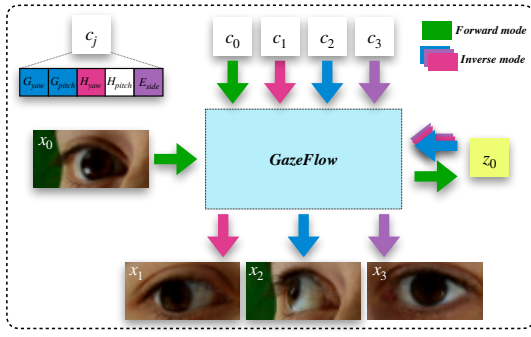 c_j
G_yaw G_pitch H_yaw H_pitch E_side
c_0 c_1 c_2 c_3
Forward mode
Inverse mode
x_0
GazeFlow
z_0
x_1 x_2 x_3